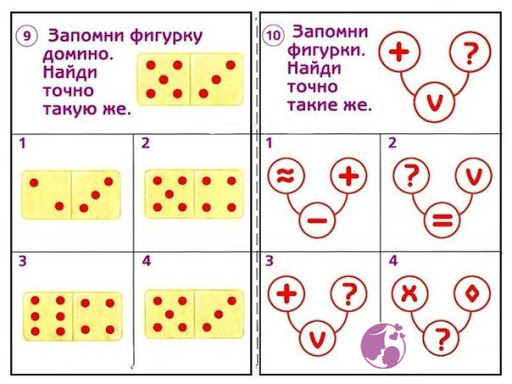 9 Запомни фигурку
домино.
Найди
точно
такую же.
1
2
3
4
10 Запомни
фигурки.
Найди
точно
такие же.
+ ?
v
1
≈ +
−
2
? v
=
3
+ ?
v
4
x ◊
?